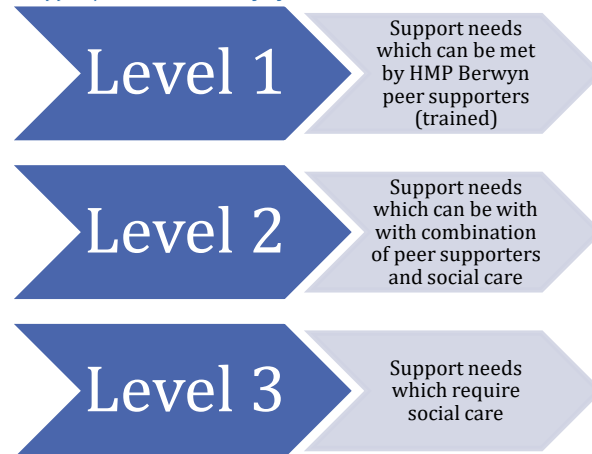 Level 1
Support needs
which can be met
by HMP Berwyn
peer supporters
(trained)
Level 2
Support needs
which can be with
with combination
of peer supporters
and social care
Level 3
Support needs
which require
social care